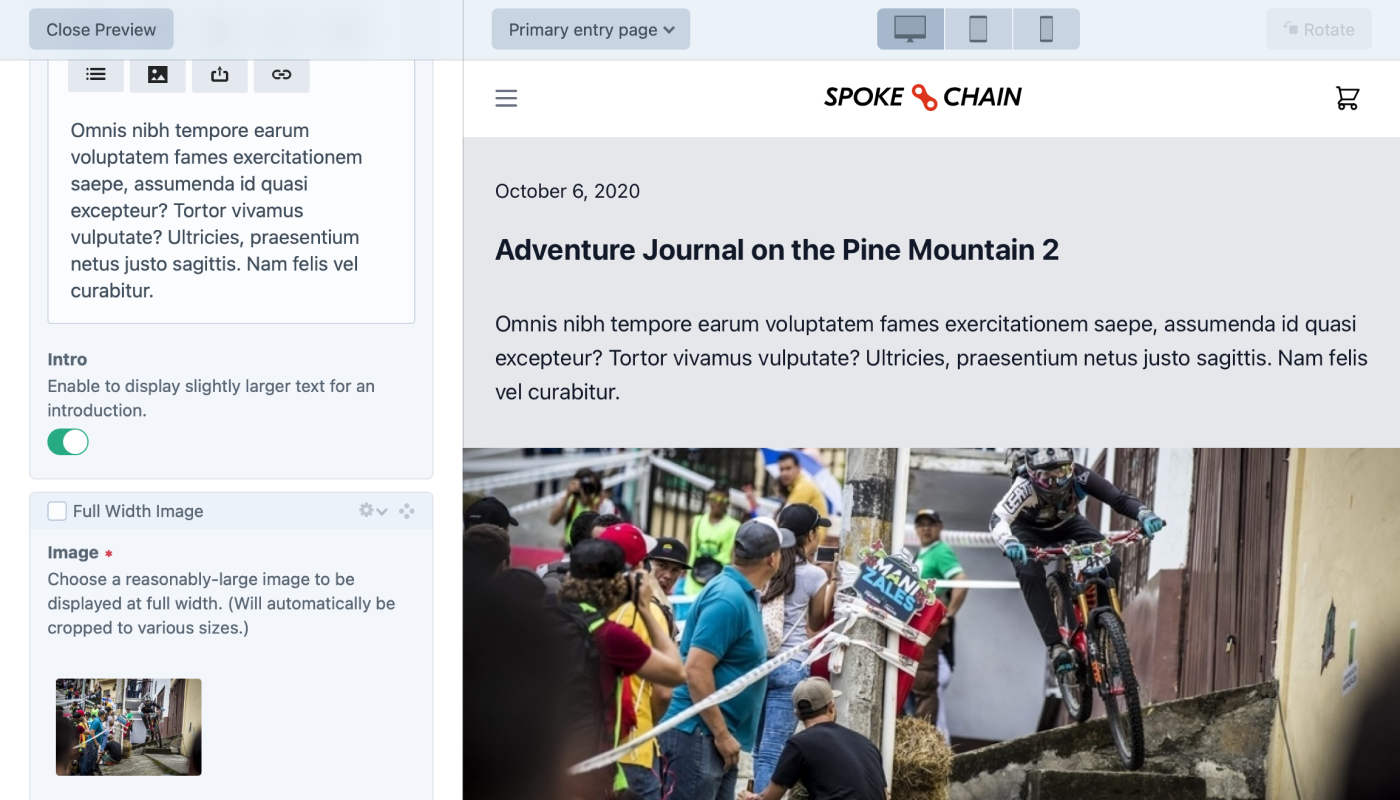 Close Preview
Primary entry page
Rotate
Omnis nibh tempore earum
voluptatem fames exercitationem
saepe, assumenda id quasi
excepteur? Tortor vivamus
vulputate? Ultricies, praesentium
netus justo sagittis. Nam felis vel
curabitur.
Intro
Enable to display slightly larger text for an
introduction.
Full Width Image
Image *
Choose a reasonably-large image to be
displayed at full width. (Will automatically be
cropped to various sizes.)
SPOKE CHAIN
October 6, 2020
Adventure Journal on the Pine Mountain 2
Omnis nibh tempore earum voluptatem fames exercitationem saepe, assumenda id quasi
excepteur? Tortor vivamus vulputate? Ultricies, praesentium netus justo sagittis. Nam felis
vel curabitur.
LEATT
MANI
ZALES